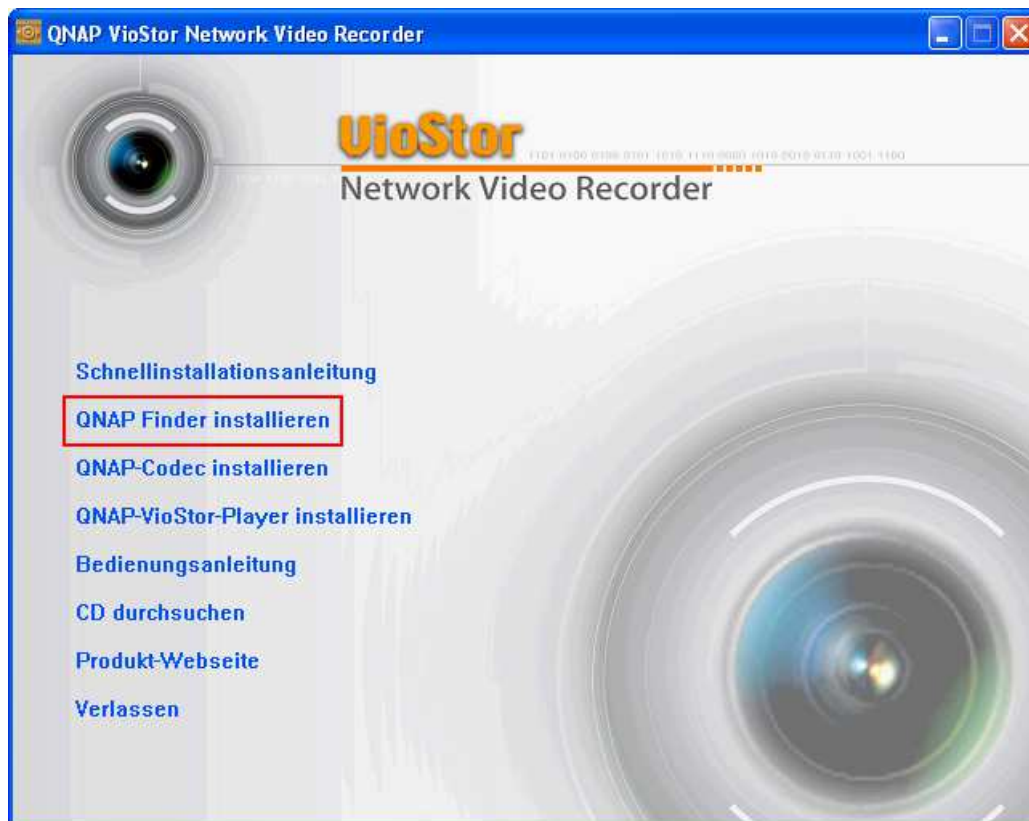 QNAP VioStor Network Video Recorder
VioStor
Network Video Recorder
Schnellinstallationsanleitung
QNAP Finder installieren
QNAP-Codec installieren
QNAP-VioStor-Player installieren
Bedienungsanleitung
CD durchsuchen
Produkt-Webseite
Verlassen